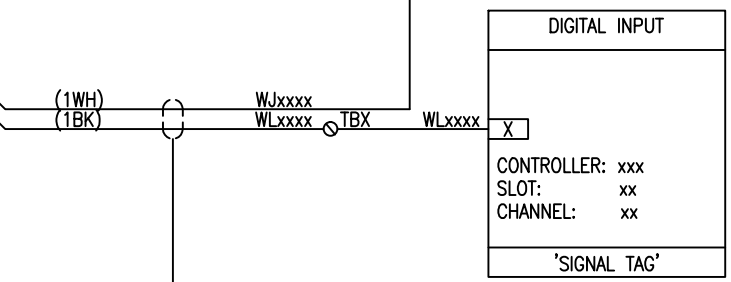 DIGITAL INPUT
(1WH) WJxxxx
(1BK) WLxxxx TBX WLxxxx X
CONTROLLER: xxx
SLOT: xx
CHANNEL: xx
'SIGNAL TAG'